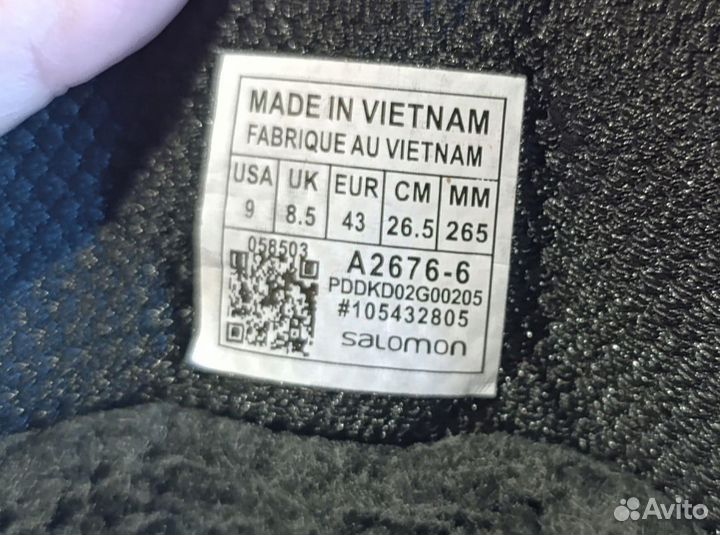 MADE IN VIETNAM
FABRIQUE AU VIETNAM
USA UK EUR CM MM
9 8.5 43 26.5 265
058503
A2676-6
PDDKD02G00205
#105432805
SALOMON
Avito